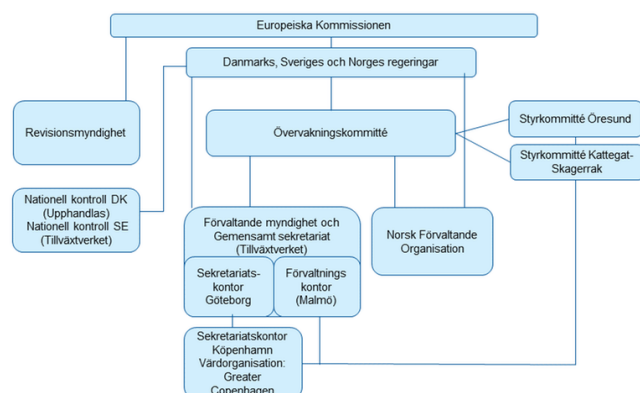 Europeiska Kommissionen
Danmarks, Sveriges och Norges regeringar
Revisionsmyndighet
Övervakningskommitté
Styrkommitté Öresund
Styrkommitté Kattegat-
Skagerrak
Nationell kontroll DK
(Upphandlas)
Nationell kontroll SE
(Tillväxtverket)
Förvaltande myndighet och
Gemensamt sekretariat
(Tillväxtverket)
Norsk Förvaltande
Organisation
Sekretariats-
kontor
Göteborg
Förvaltnings
kontor
(Malmö)
Sekretariatskontor
Köpenhamn
Värdorganisation:
Greater
Copenhagen